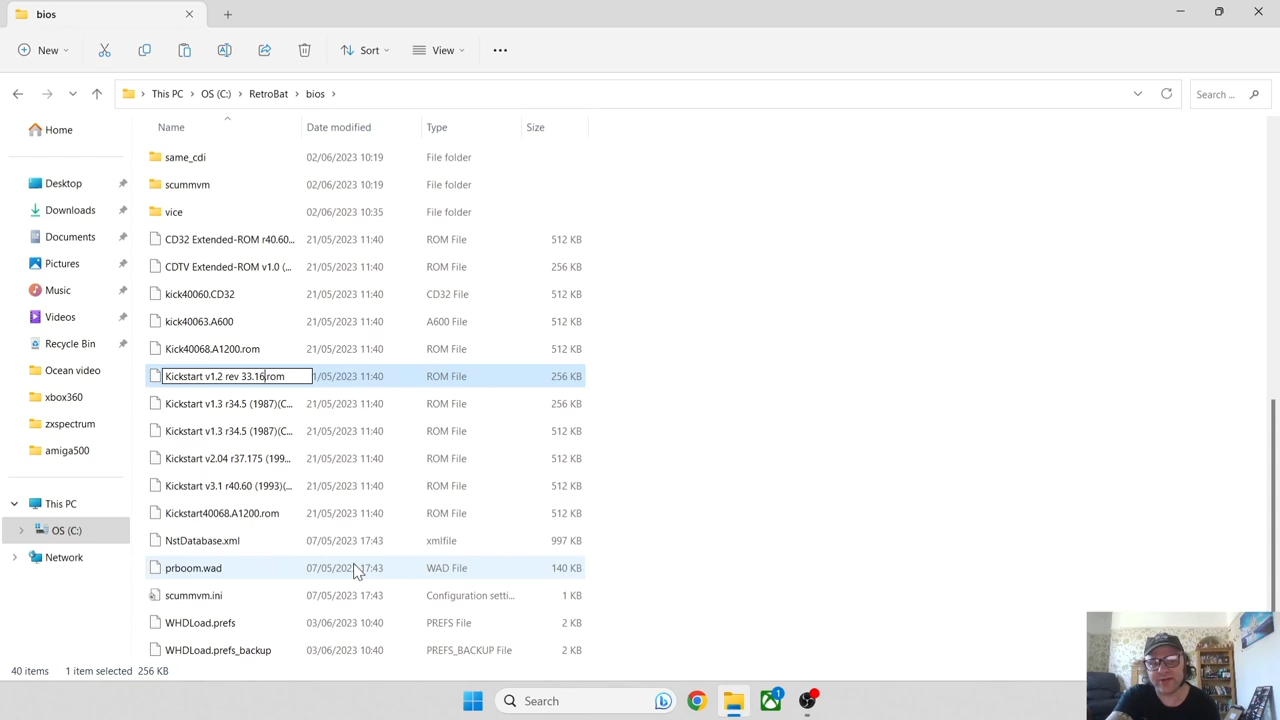 bios
New
Sort
View
This PC > OS (C:) > RetroBat > bios >
Search ...
Name Date modified Type Size
Home
Desktop
Downloads
Documents
Pictures
Music
Videos
Recycle Bin
Ocean video
xbox360
zxspectrum
amiga500
This PC
OS (C:)
Network
same_cdi 02/06/2023 10:19 File folder
scummvm 02/06/2023 10:19 File folder
vice 02/06/2023 10:35 File folder
CD32 Extended-ROM r40.60... 21/05/2023 11:40 ROM File 512 KB
CDTV Extended-ROM v1.0 (... 21/05/2023 11:40 ROM File 256 KB
kick40060.CD32 21/05/2023 11:40 CD32 File 512 KB
kick40063.A600 21/05/2023 11:40 A600 File 512 KB
Kick40068.A1200.rom 21/05/2023 11:40 ROM File 512 KB
Kickstart v1.2 rev 33.16rom 1/05/2023 11:40 ROM File 256 KB
Kickstart v1.3 r34.5 (1987)(C... 21/05/2023 11:40 ROM File 256 KB
Kickstart v1.3 r34.5 (1987)(C... 21/05/2023 11:40 ROM File 512 KB
Kickstart v2.04 r37.175 (199... 21/05/2023 11:40 ROM File 512 KB
Kickstart v3.1 r40.60 (1993)(... 21/05/2023 11:40 ROM File 512 KB
Kickstart40068.A1200.rom 21/05/2023 11:40 ROM File 512 KB
NstDatabase.xml 07/05/2023 17:43 xmlfile 997 KB
prboom.wad 07/05/202 17:43 WAD File 140 KB
scummvm.ini 07/05/2023 17:43 Configuration setti... 1 KB
WHDLoad.prefs 03/06/2023 10:40 PREFS File 2 KB
WHDLoad.prefs_backup 03/06/2023 10:40 PREFS_BACKUP File 2 KB
40 items 1 item selected 256 KB
Search
1